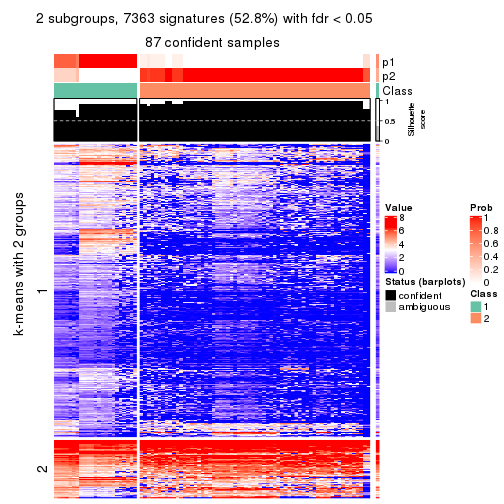 2 subgroups, 7363 signatures (52.8%) with fdr < 0.05
87 confident samples
p1
p2
Class
1
0.5
0
Silhouette
score
k-means with 2 groups
1
2
Value
8
6
4
2
0
Status (barplots)
confident
ambiguous
Prob
1
0.8
0.6
0.4
0.2
0
Class
1
2